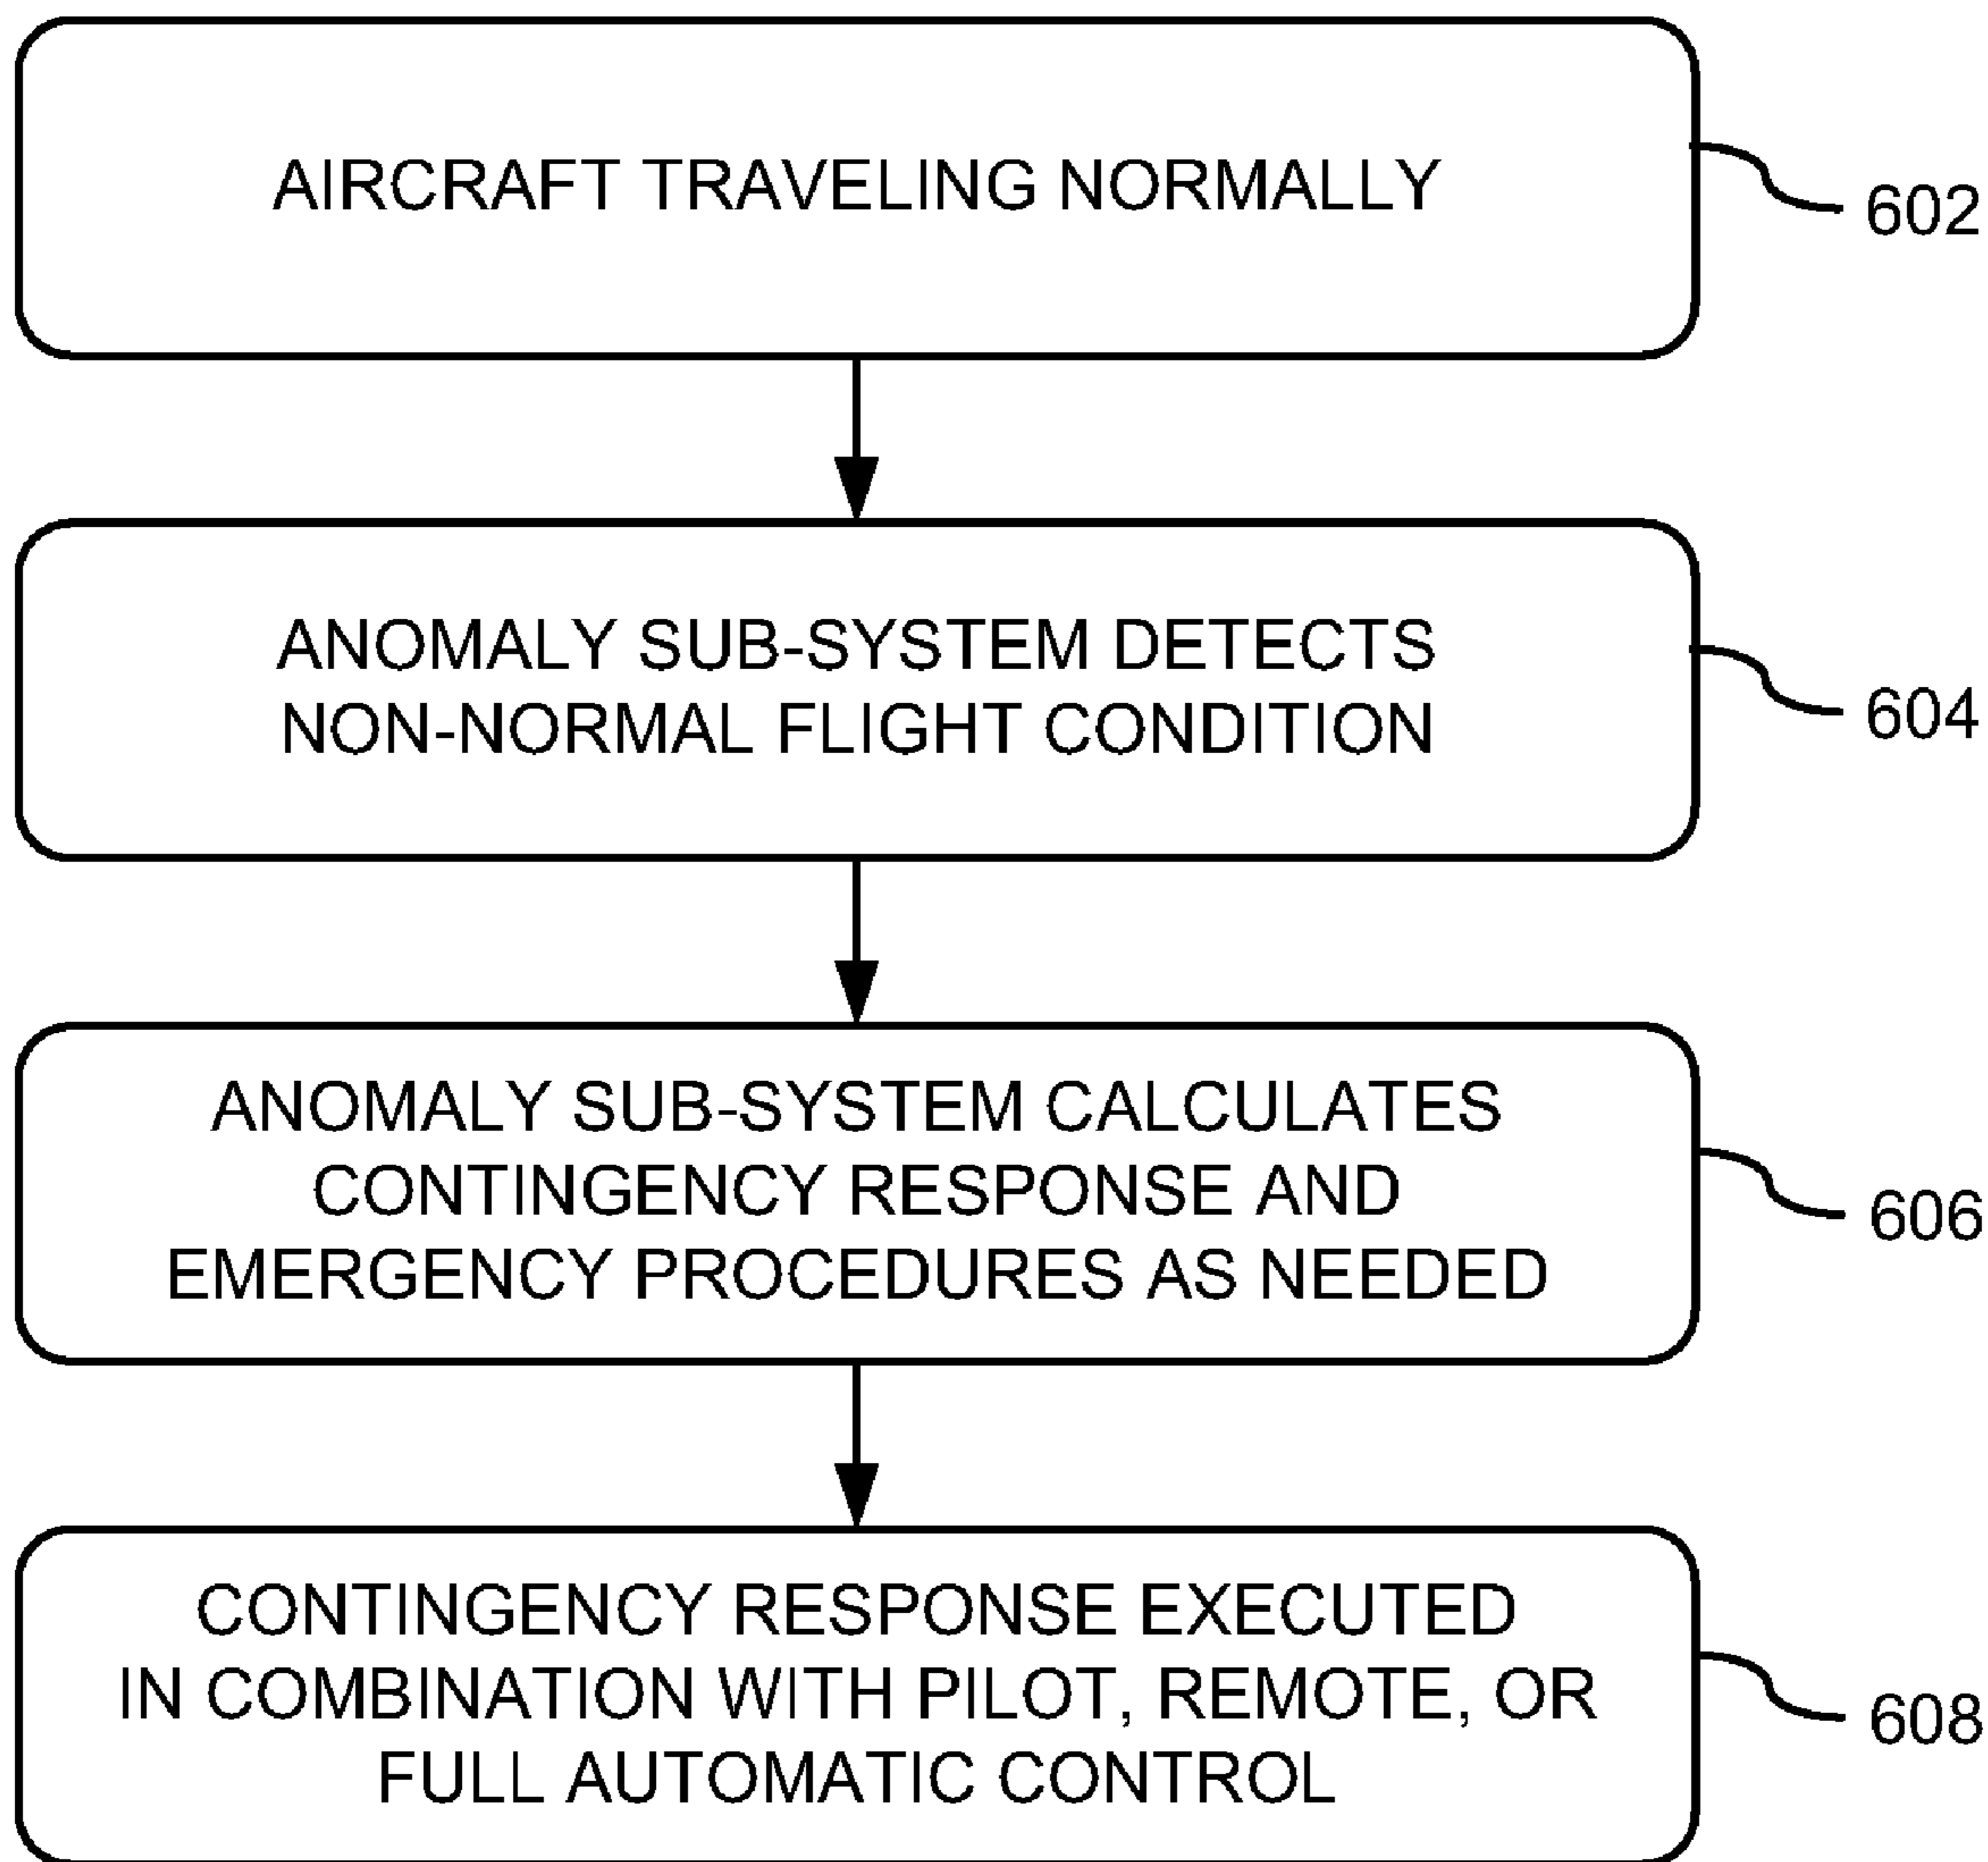 AIRCRAFT TRAVELING NORMALLY
602
ANOMALY SUB-SYSTEM DETECTS
NON-NORMAL FLIGHT CONDITION
604
ANOMALY SUB-SYSTEM CALCULATES
CONTINGENCY RESPONSE AND
EMERGENCY PROCEDURES AS NEEDED
606
CONTINGENCY RESPONSE EXECUTED
IN COMBINATION WITH PILOT, REMOTE, OR
FULL AUTOMATIC CONTROL
608